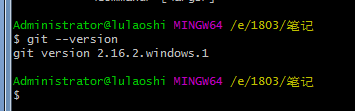 Administrator@lulaoshi MINGW64 /e/1803/笔记
$ git --version
git version 2.16.2.windows.1
Administrator@lulaoshi MINGW64 /e/1803/笔记
$